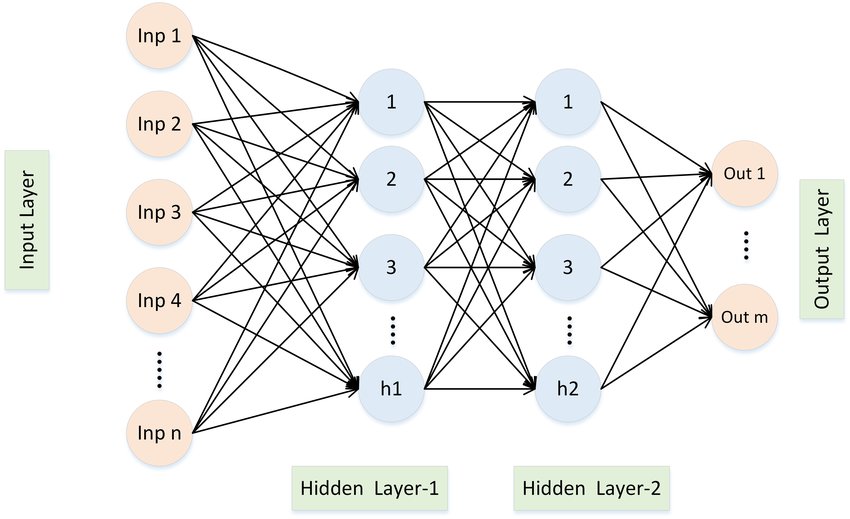 Input Layer
Inp 1
Inp 2
Inp 3
Inp 4
Inp n
1
2
3
h1
Hidden Layer-1
1
2
3
h2
Hidden Layer-2
Out 1
Out m
Output Layer